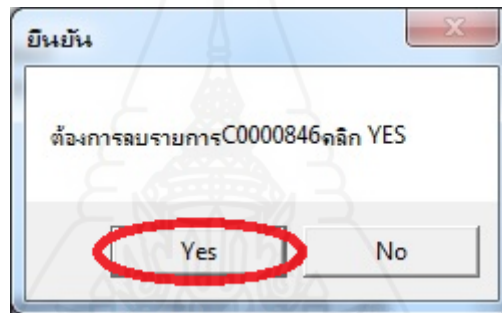 ยืนยัน
ต้องการลบรายการC0000846คลิก YES
Yes No